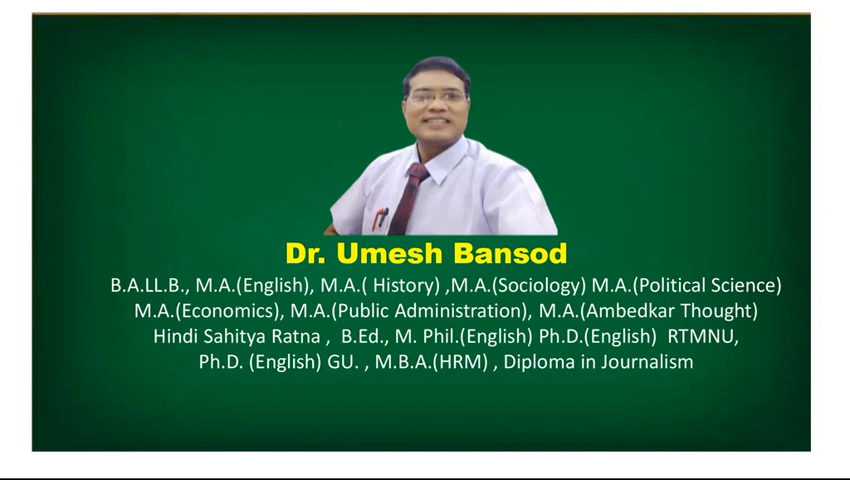 Dr. Umesh Bansod
B.A.LL.B., M.A.(English), M.A.( History) ,M.A.(Sociology) M.A.(Political Science)
M.A.(Economics), M.A.(Public Administration), M.A.(Ambedkar Thought)
Hindi Sahitya Ratna , B.Ed., M. Phil.(English) Ph.D.(English) RTMNU,
Ph.D. (English) GU. , M.B.A.(HRM) , Diploma in Journalism